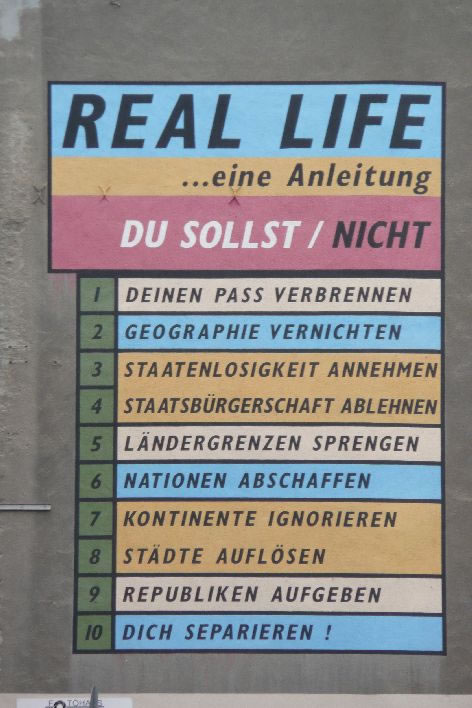 REAL LIFE
...eine Anleitung
DU SOLLST / NICHT
1 DEINEN PASS VERBRENNEN
2 GEOGRAPHIE VERNICHTEN
3 STAATENLOSIGKEIT ANNEHMEN
4 STAATSBÜRGERSCHAFT ABLEHNEN
5 LÄNDERGRENZEN SPRENGEN
6 NATIONEN ABSCHAFFEN
7 KONTINENTE IGNORIEREN
8 STÄDTE AUFLÖSEN
9 REPUBLIKEN AUFGEBEN
10 DICH SEPARIEREN !